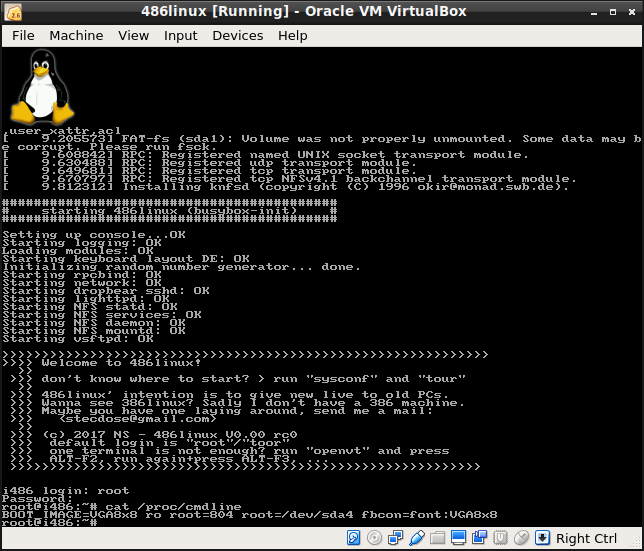 486linux [Running] - Oracle VM VirtualBox
File Machine View Input Devices Help
,user_xattr,acl
[    9.205573] FAT-fs (sda1): Volume was not properly unmounted. Some data may b
e corrupt. Please run fsck.
[    9.608842] RPC: Registered named UNIX socket transport module.
[    9.630488] RPC: Registered udp transport module.
[    9.649681] RPC: Registered tcp transport module.
[    9.670797] RPC: Registered tcp NFSv4.1 backchannel transport module.
[    9.812312] Installing knfsd (copyright (C) 1996 okir@monad.swb.de).
##########################################
#    starting 486linux (busybox-init)    #
##########################################
Setting up console...OK
Starting logging: OK
Loading modules: OK
Starting keyboard layout DE: OK
Initializing random number generator... done.
Starting rpcbind: OK
Starting network: OK
Starting dropbear sshd: OK
Starting lighttpd: OK
Starting NFS statd: OK
Starting NFS services: OK
Starting NFS daemon: OK
Starting NFS mountd: OK
Starting vsftpd: OK
>>>>>>>>>>>>>>>>>>>>>>>>>>>>>>>>>>>>>>>>>>>>>>>>>>>>>>>>>>>>>
>>>> Welcome to 486linux!
>>
>>> don't know where to start? > run "sysconf" and "tour"
>>
>>> 486linux' intention is to give new live to old PCs.
>>> Wanna see 386linux? Sadly I don't have a 386 machine.
>>> Maybe you have one laying around, send me a mail:
>>>   <stecdose@gmail.com>
>>
>>> (c) 2017 NS - 486linux V0.00 rc0
>>>  default login is "root"/"toor"
>>>  one terminal is not enough? run "openvt" and press
>>>  ALT-F2, run again+press ALT-F3, ...
>>>>>>>>>>>>>>>>>>>>>>>>>>>>>>>>>>>>>>>>>>>>>>>>>>>>>>>>>>>
i486 login: root
Password:
root@i486:~# cat /proc/cmdline
BOOT_IMAGE=VGA8x8 ro root=804 root=/dev/sda4 fbcon=font:VGA8x8
root@i486:~#
Right Ctrl